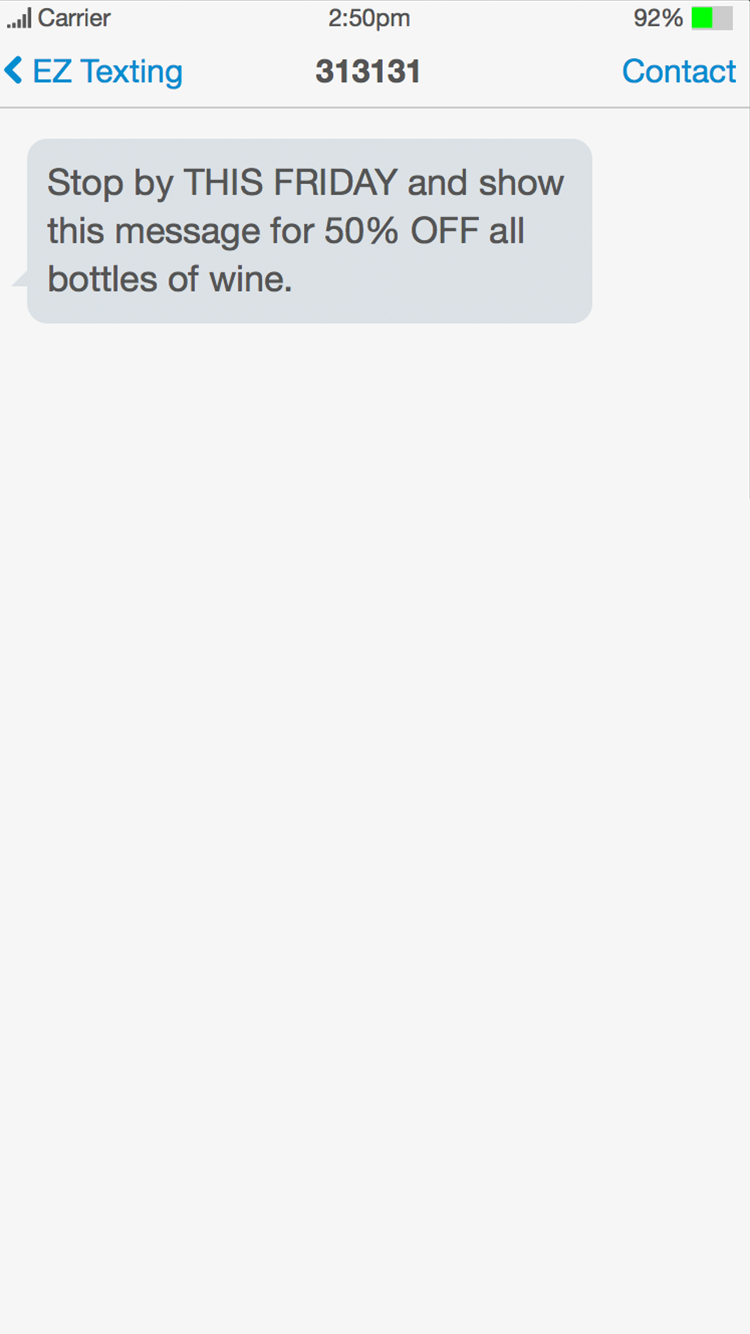 Carrier 2:50pm 92%
EZ Texting 313131 Contact
Stop by THIS FRIDAY and show
this message for 50% OFF all
bottles of wine.